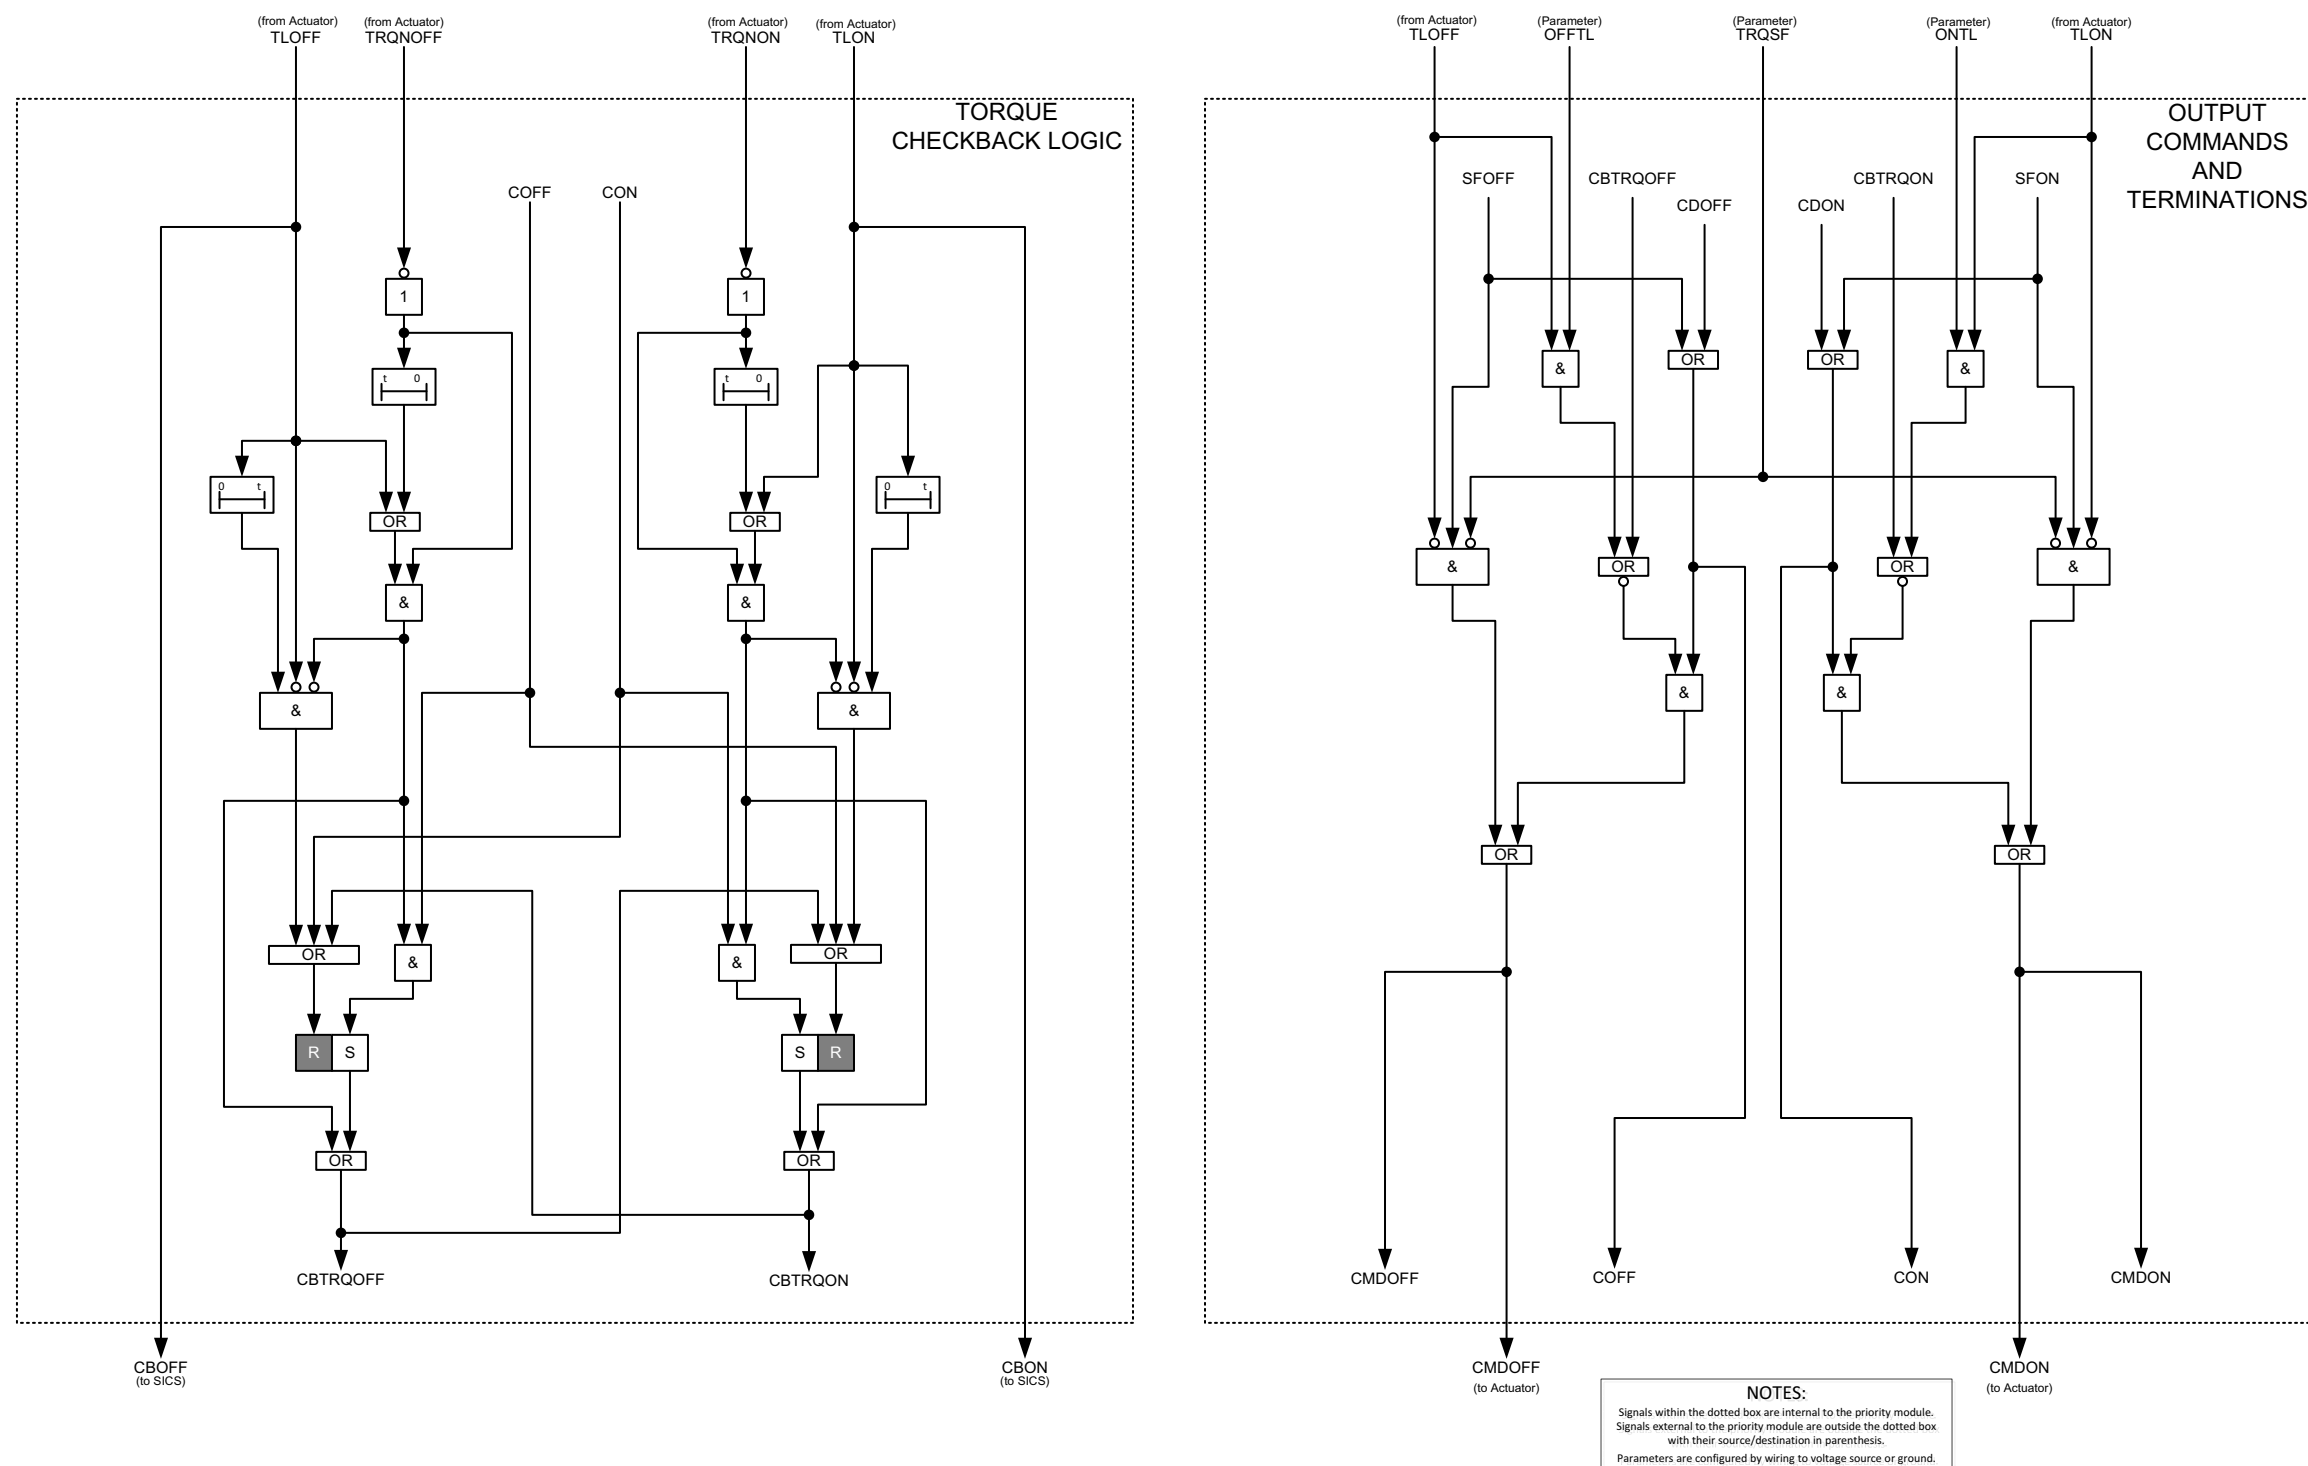 (from Actuator)
TLOFF
(from Actuator)
TRQNOFF
(from Actuator)
TRQNON
(from Actuator)
TLON
TORQUE
CHECKBACK LOGIC
COFF
CON
1
1
t 0
t 0
0 t
0 t
OR
OR
&
&
&
&
OR
&
&
OR
R
S
S
R
OR
OR
CBTRQOFF
CBTRQON
CBOFF
(to SICS)
CBON
(to SICS)
(from Actuator)
TLOFF
(Parameter)
OFFTL
(Parameter)
TRQSF
(Parameter)
ONTL
(from Actuator)
TLON
OUTPUT
COMMANDS
AND
TERMINATIONS
SFOFF
CBTRQOFF
CDOFF
CDON
CBTRQON
SFON
&
OR
OR
&
&
OR
OR
&
&
&
OR
OR
CMDOFF
COFF
CON
CMDON
CMDOFF
(to Actuator)
CMDON
(to Actuator)
NOTES:
Signals within the dotted box are internal to the priority module.
Signals external to the priority module are outside the dotted box
with their source/destination in parenthesis.
Parameters are configured by wiring to voltage source or ground.